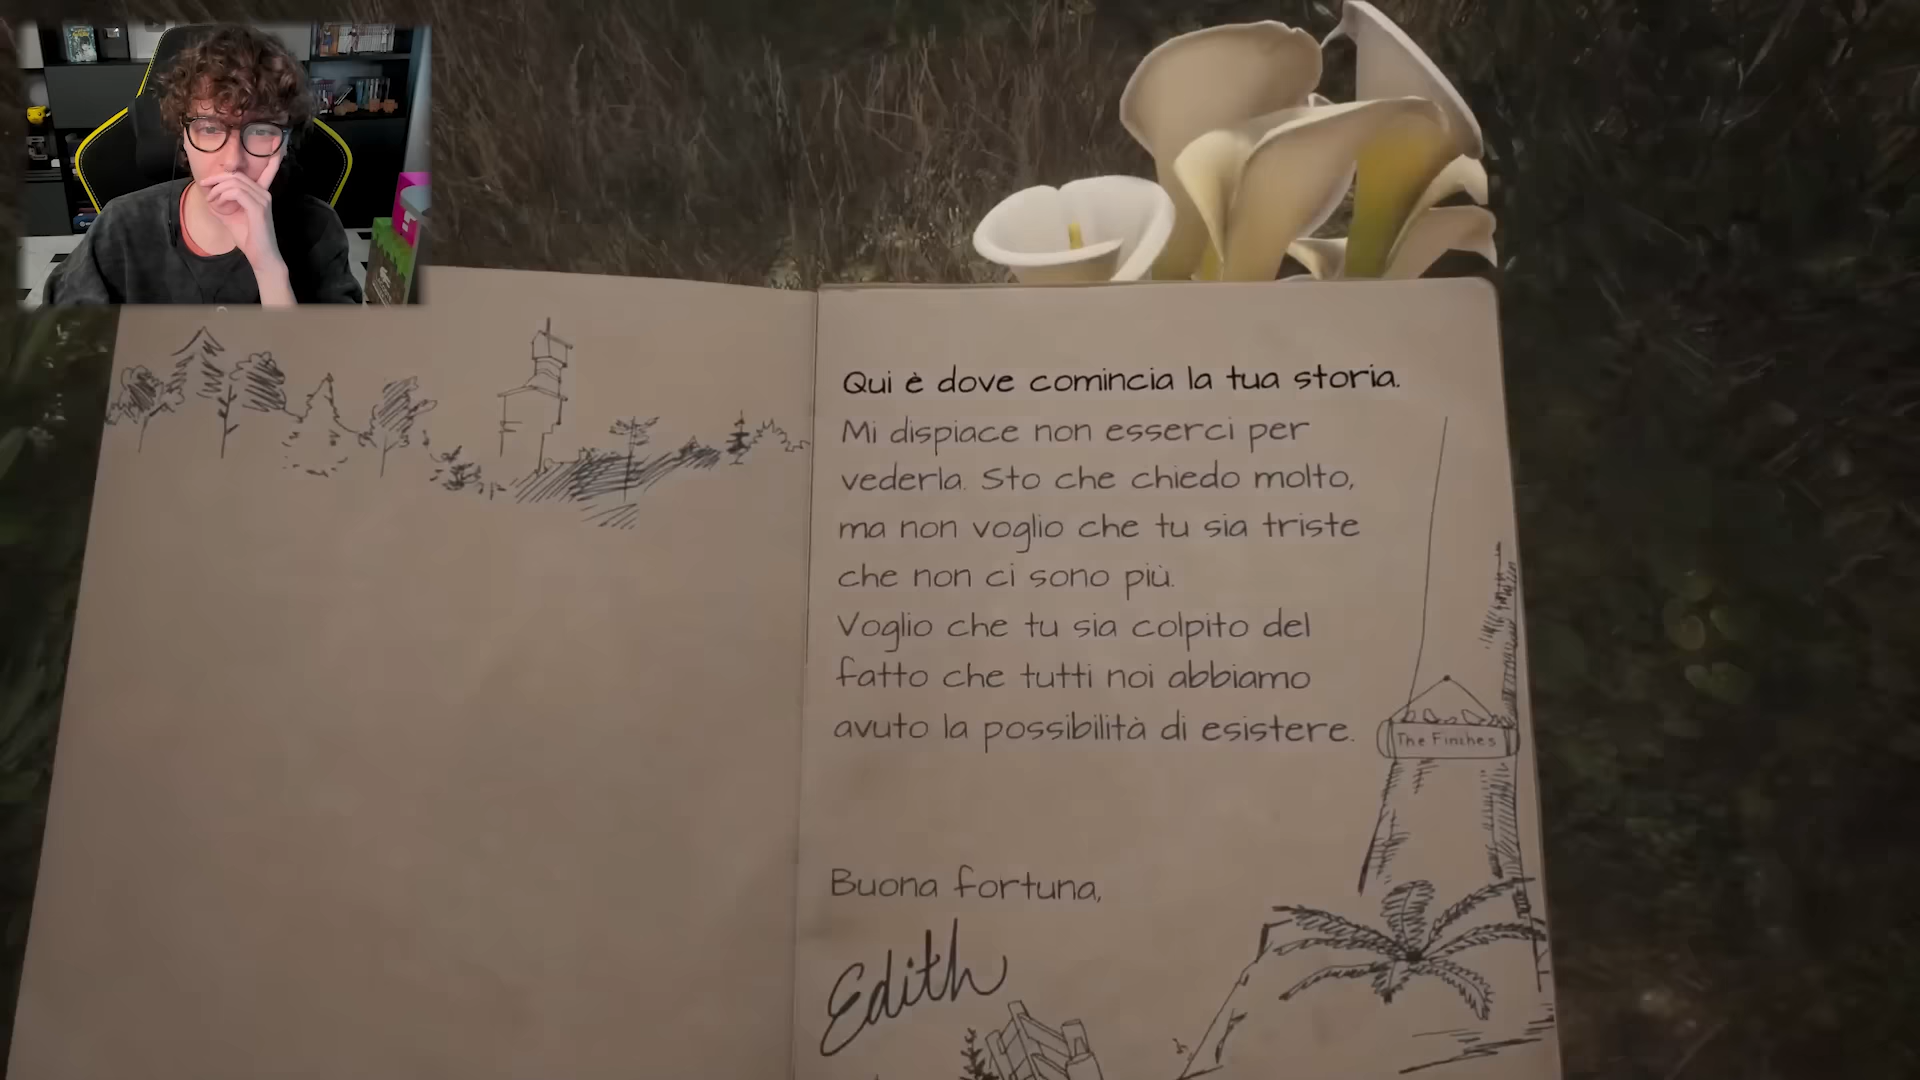 Qui è dove comincia la tua storia.
Mi dispiace non esserci per
vederla. Sto che chiedo molto,
ma non voglio che tu sia triste
che non ci sono più.
Voglio che tu sia colpito del
fatto che tutti noi abbiamo
avuto la possibilità di esistere.
The Finches
Buona fortuna,
Edith